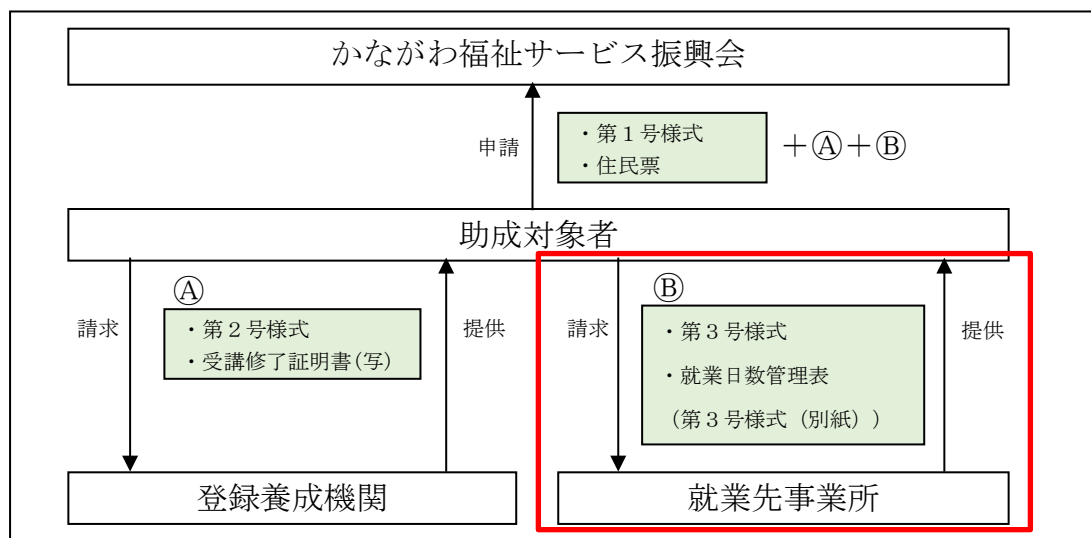 かながわ福祉サービス振興会
申請
・第１号様式
・住民票
＋Ⓐ＋Ⓑ
助成対象者
請求
Ⓐ
・第２号様式
・受講修了証明書(写)
提供
請求
Ⓑ
・第３号様式
・就業日数管理表
（第３号様式（別紙））
提供
登録養成機関
就業先事業所